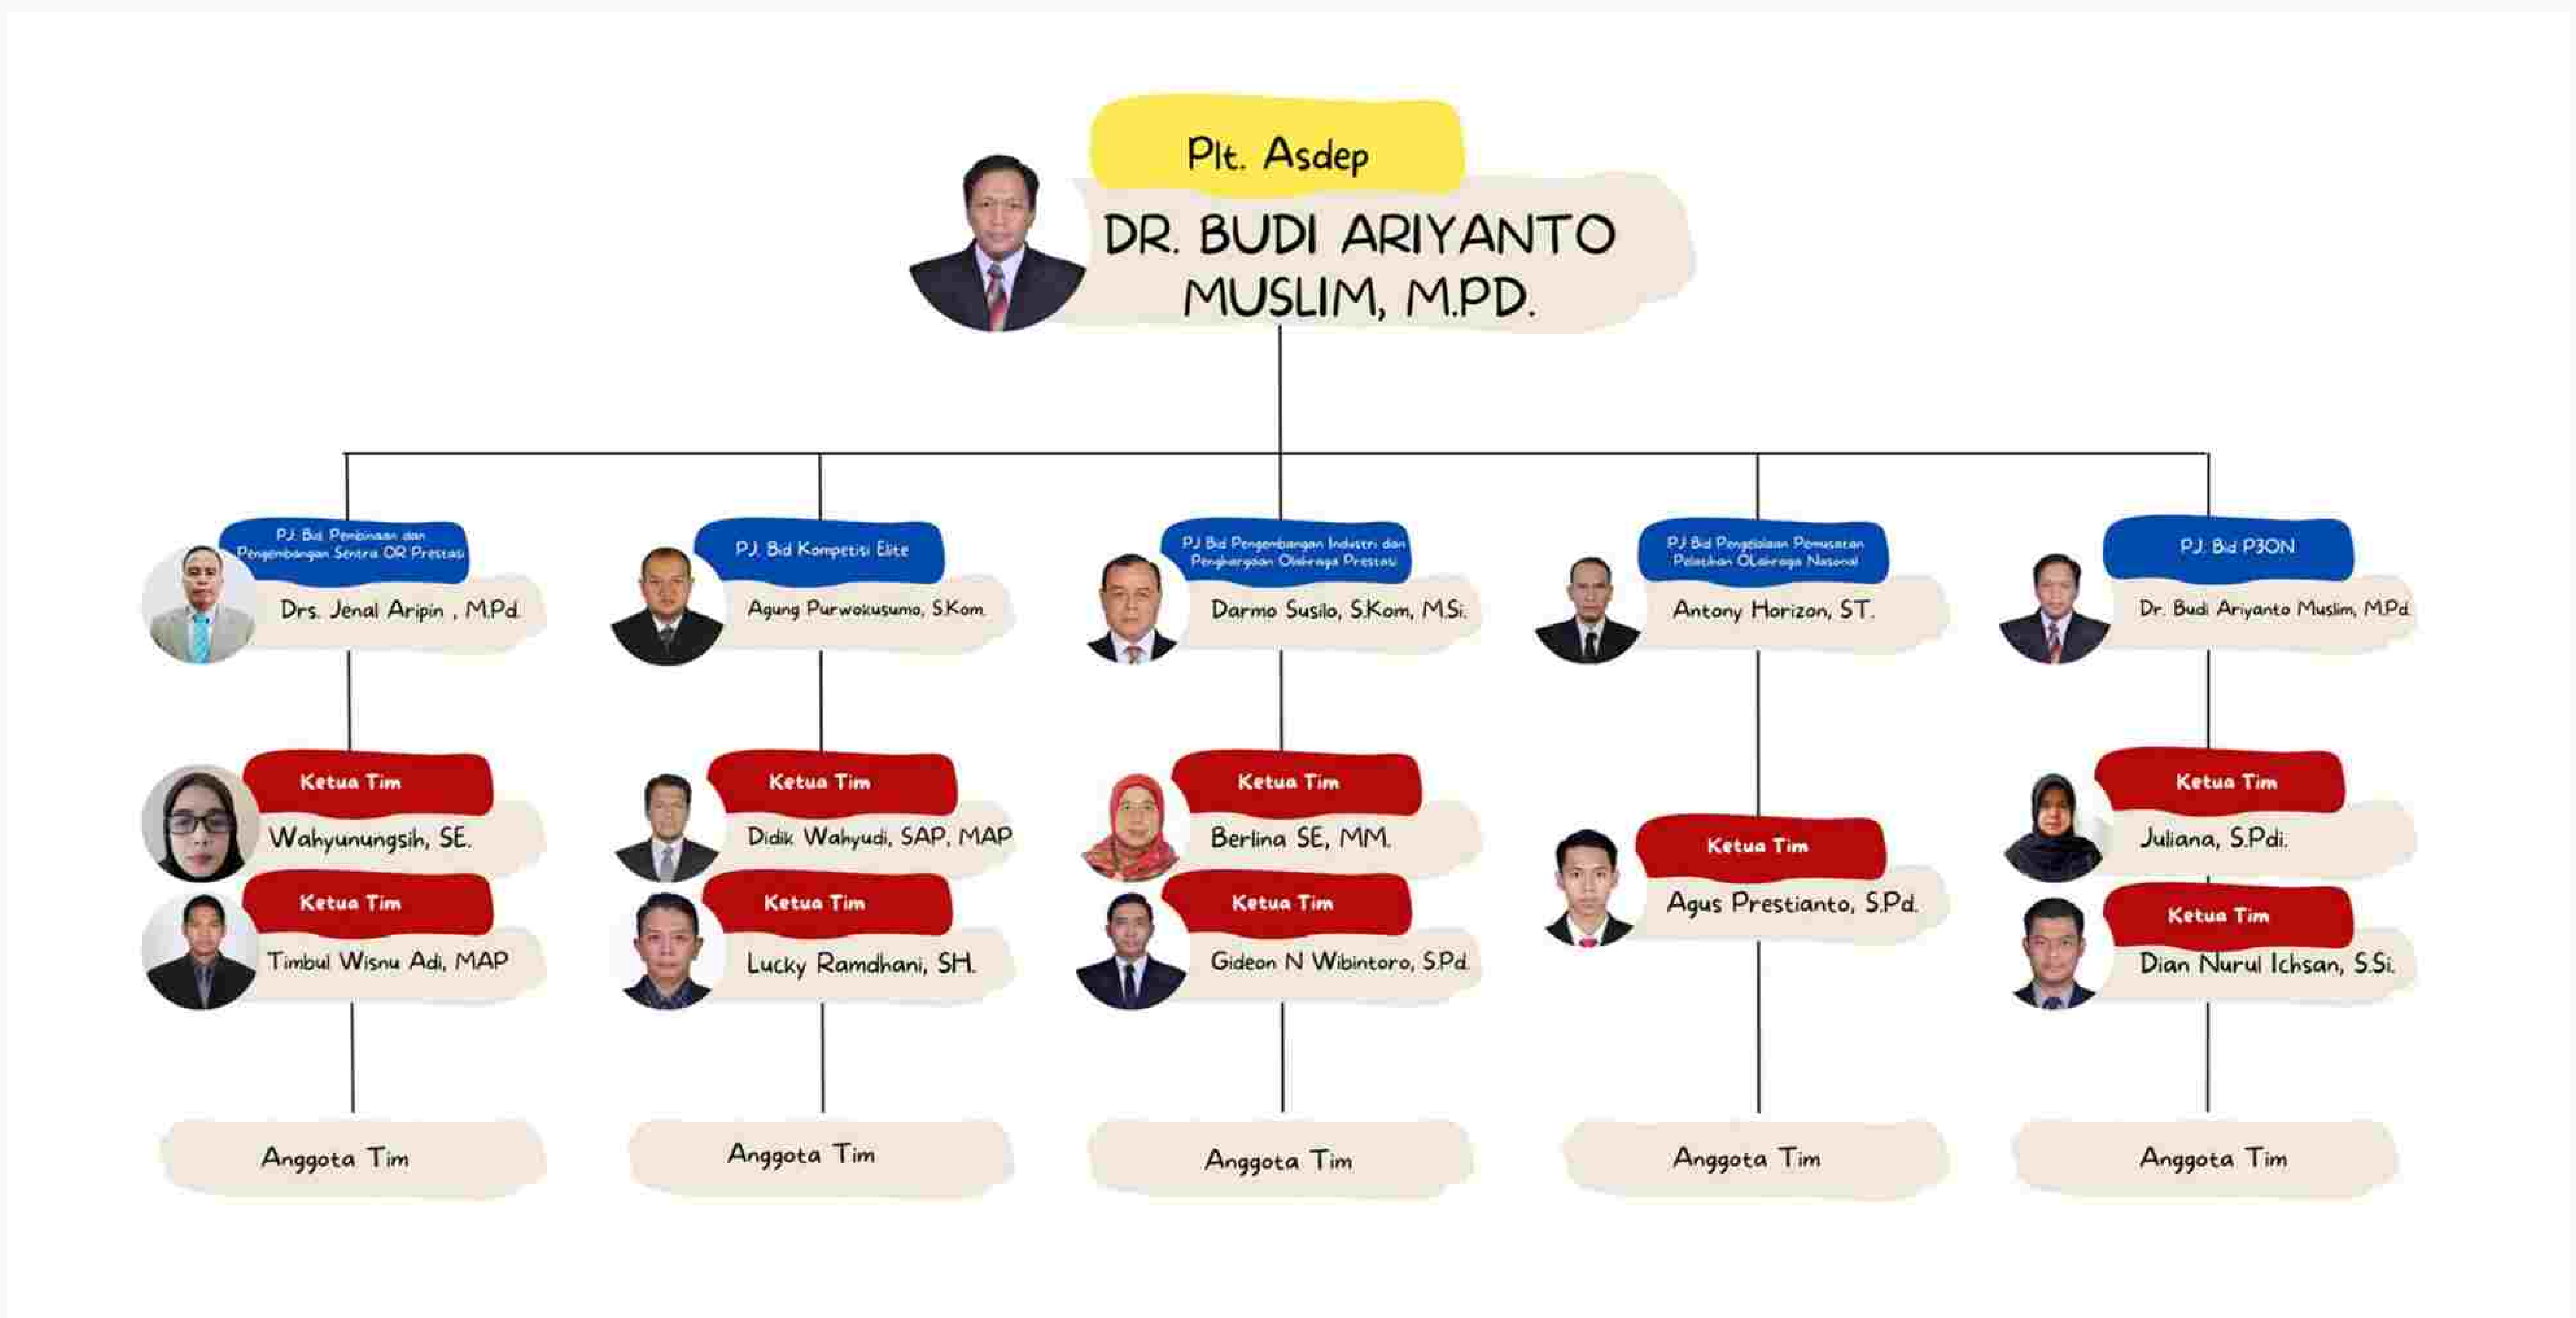 Plt. Asdep
DR. BUDI ARIYANTO
MUSLIM, M.PD.
PJ. Bid Pembinaan dan
Pengembangan Sentra OR Prestasi
Drs. Jenal Aripin , M.Pd.
PJ. Bid Kompetisi Elite
Agung Purwokusumo, S.Kom.
PJ Bid Pengembangan Industri dan
Penghargaan Olahraga Prestasi
Darmo Susilo, S.Kom, M.Si.
PJ Bid Pengelolaan Pemusatan
Pelatihan OLahraga Nasonal
Antony Horizon, ST.
PJ. Bid P3ON
Dr. Budi Ariyanto Muslim, M.Pd.
Ketua Tim
Wahyunungsih, SE.
Ketua Tim
Timbul Wisnu Adi, MAP
Ketua Tim
Didik Wahyudi, SAP, MAP
Ketua Tim
Lucky Ramdhani, SH.
Ketua Tim
Berlina SE, MM.
Ketua Tim
Gideon N Wibintoro, S.Pd.
Ketua Tim
Agus Prestianto, S.Pd.
Ketua Tim
Juliana, S.Pdi.
Ketua Tim
Dian Nurul Ichsan, S.Si.
Anggota Tim
Anggota Tim
Anggota Tim
Anggota Tim
Anggota Tim